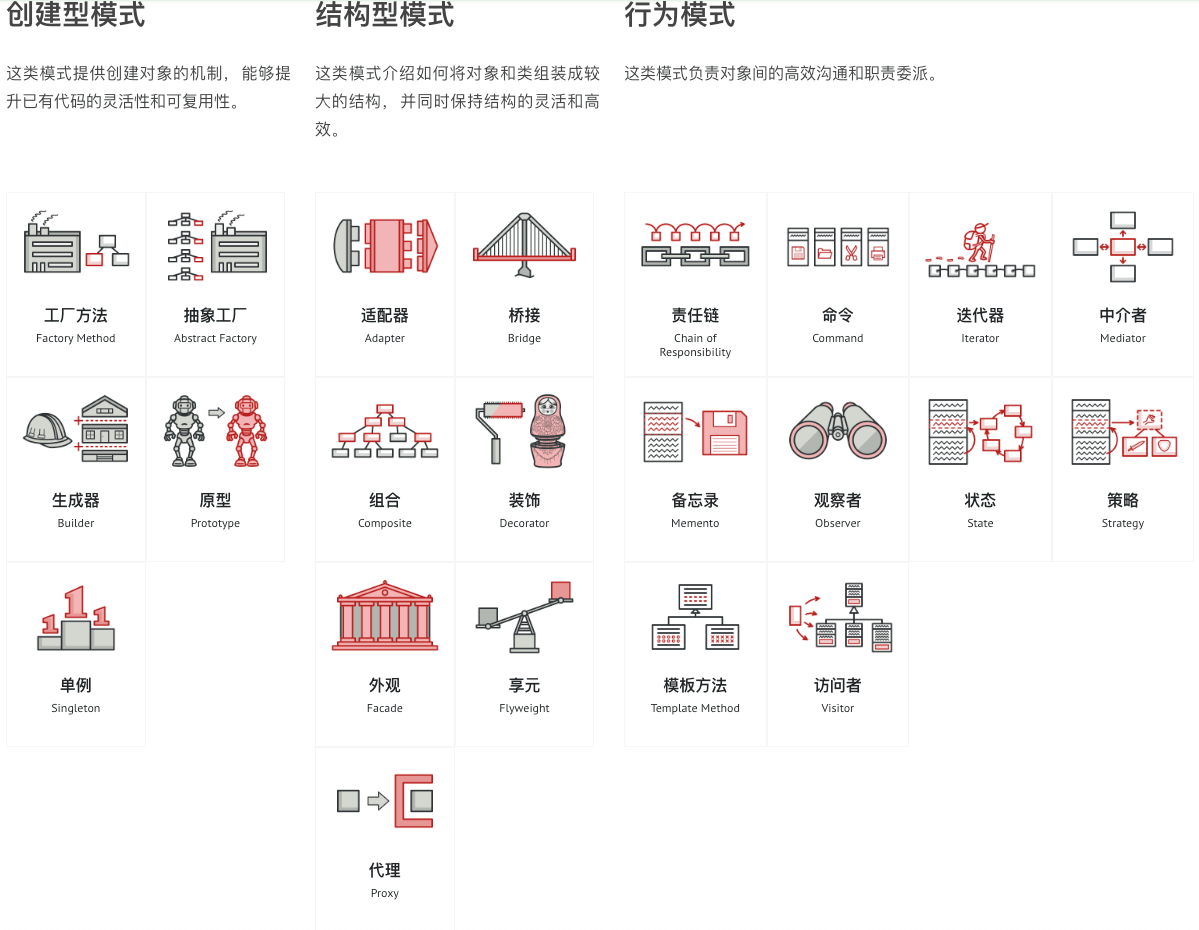 创建型模式
这类模式提供创建对象的机制， 能够提
升已有代码的灵活性和可复用性。
工厂方法
Factory Method
抽象工厂
Abstract Factory
生成器
Builder
原型
Prototype
1
1
1
单例
Singleton
结构型模式
这类模式介绍如何将对象和类组装成较
大的结构， 并同时保持结构的灵活和高
效。
适配器
Adapter
桥接
Bridge
组合
Composite
装饰
Decorator
外观
Facade
享元
Flyweight
代理
Proxy
行为模式
这类模式负责对象间的高效沟通和职责委派。
责任链
Chain of
Responsibility
命令
Command
迭代器
Iterator
中介者
Mediator
备忘录
Memento
观察者
Observer
状态
State
策略
Strategy
模板方法
Template Method
访问者
Visitor